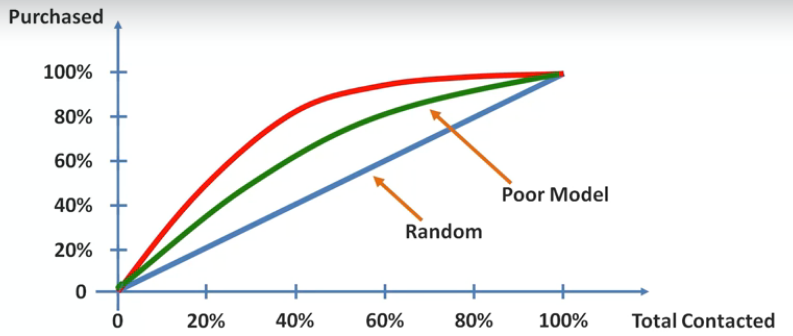 Purchased
100%
80%
60%
40%
20%
0
Poor Model
Random
0 20% 40% 60% 80% 100% Total Contacted